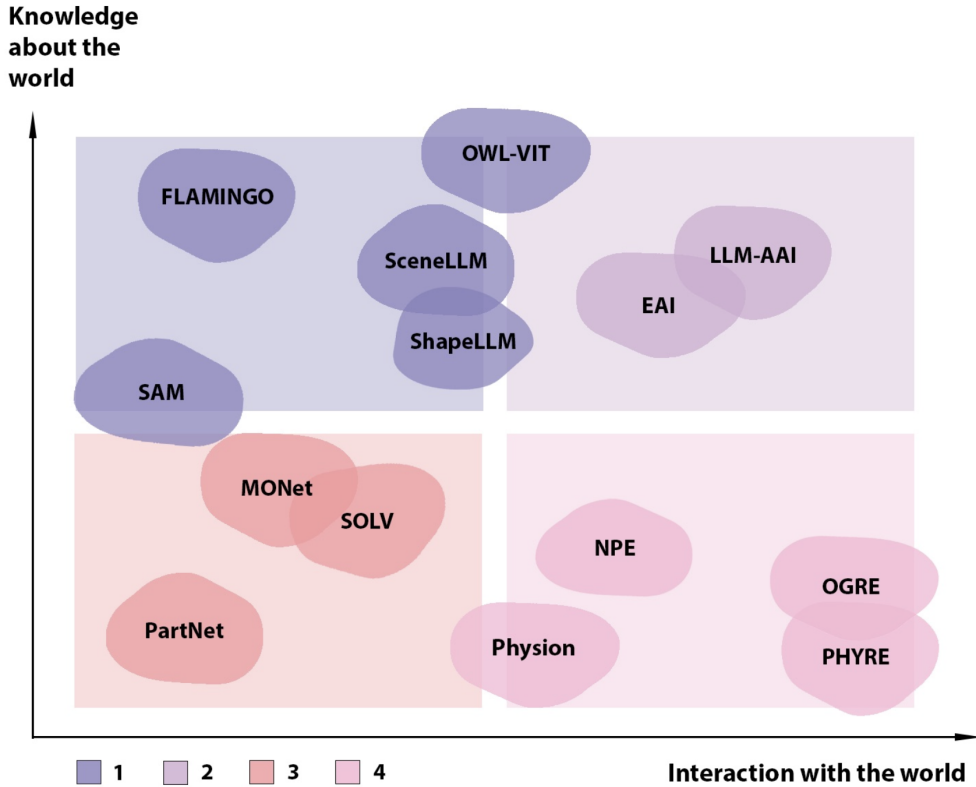 Knowledge
about the
world
OWL-VIT
FLAMINGO
SceneLLM
LLM-AAI
EAI
ShapeLLM
SAM
MONet
SOLV
NPE
OGRE
PartNet
Physion
PHYRE
1 2 3 4
Interaction with the world